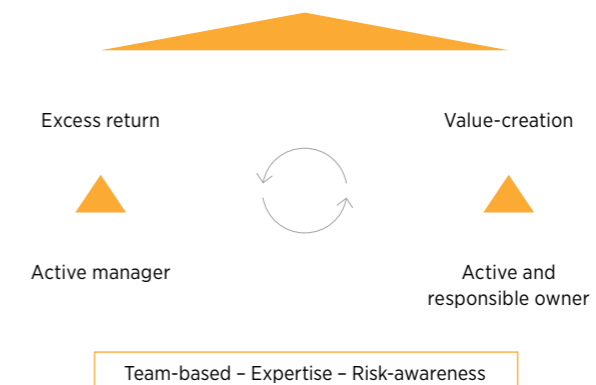 Excess return
Value-creation
Active manager
Active and
responsible owner
Team-based – Expertise – Risk-awareness